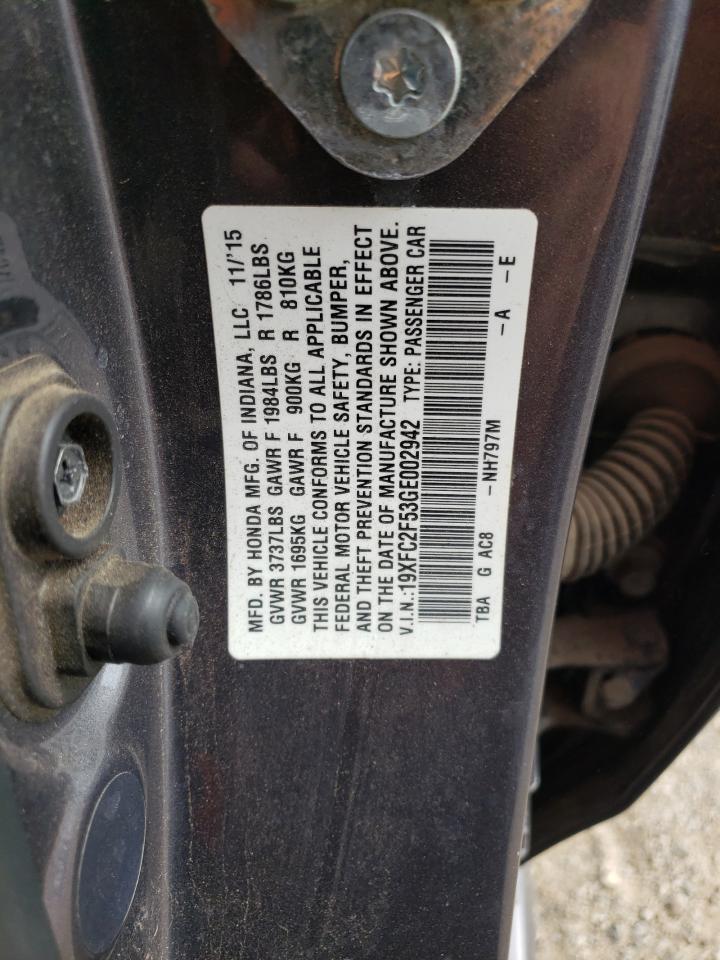 MFD. BY HONDA MFG. OF INDIANA, LLC 11/'15
GVWR 3737LBS GAWR F 1984LBS R 1786LBS
GVWR 1695KG GAWR F 900KG R 810KG
THIS VEHICLE CONFORMS TO ALL APPLICABLE
FEDERAL MOTOR VEHICLE SAFETY, BUMPER,
AND THEFT PREVENTION STANDARDS IN EFFECT
ON THE DATE OF MANUFACTURE SHOWN ABOVE.
V.I.N.:19XFC2F53GE002942 TYPE: PASSENGER CAR
TBA G AC8 -NH797M -A -E